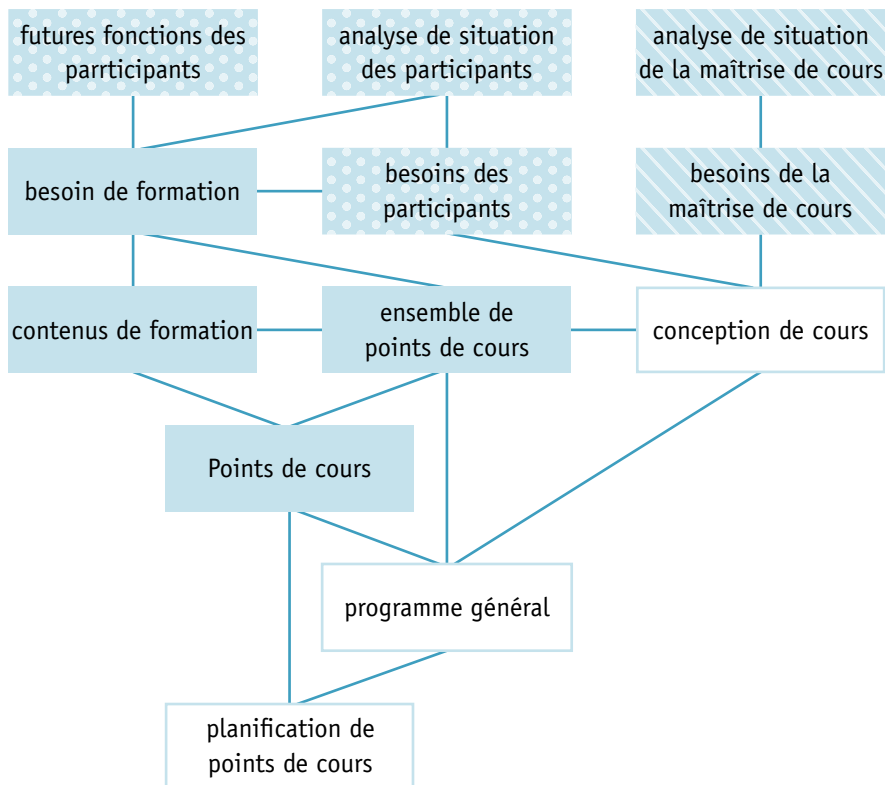 futures fonctions des
parrticipants
analyse de situation
des participants
analyse de situation
de la maîtrise de cours
besoin de formation
besoins des
participants
besoins de la
maîtrise de cours
contenus de formation
ensemble de
points de cours
conception de cours
Points de cours
programme général
planification de
points de cours